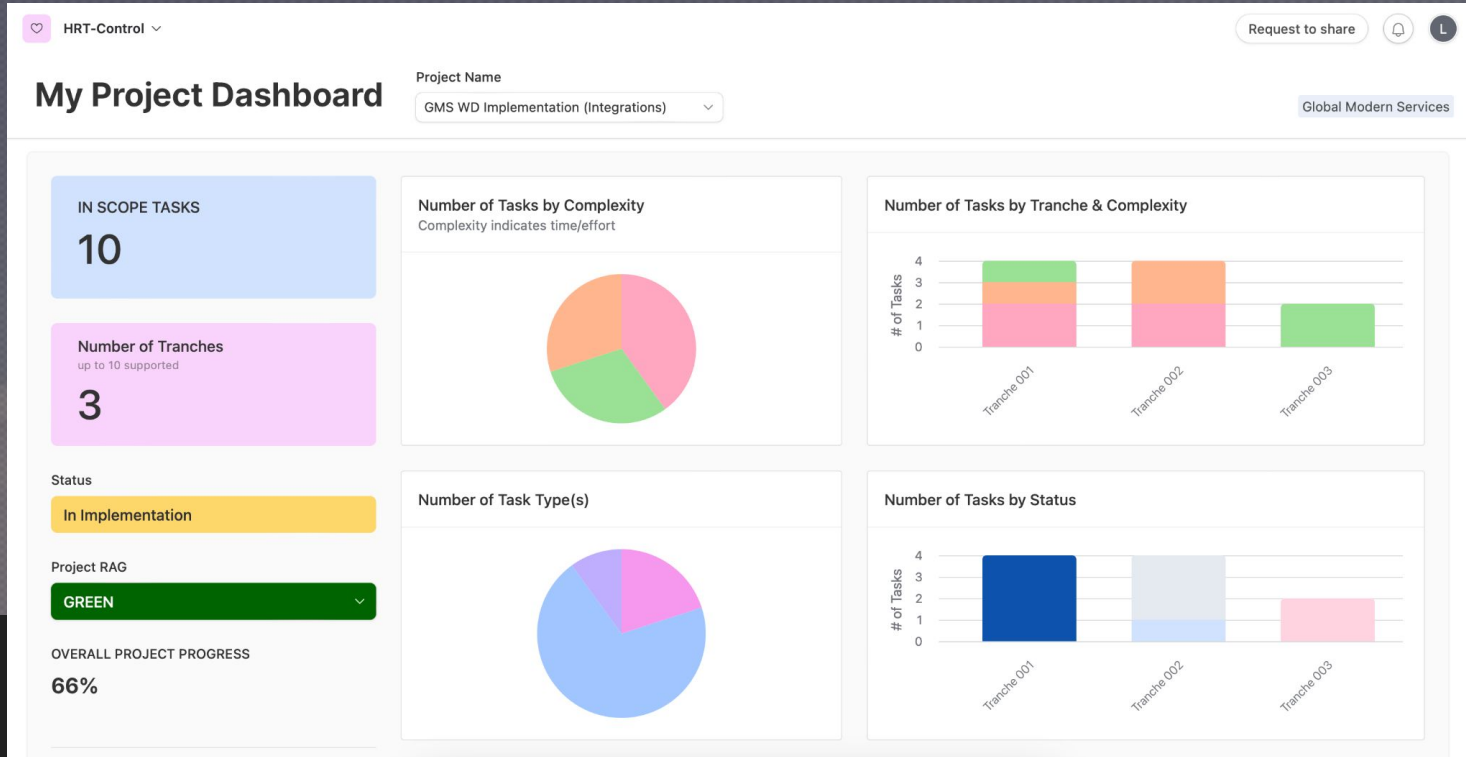 HRT-Control
Request to share
L
My Project Dashboard
Project Name
GMS WD Implementation (Integrations)
Global Modern Services
IN SCOPE TASKS
10
Number of Tranches
up to 10 supported
3
Status
In Implementation
Project RAG
GREEN
OVERALL PROJECT PROGRESS
66%
Number of Tasks by Complexity
Complexity indicates time/effort
Number of Tasks by Tranche & Complexity
# of Tasks
4
3
2
1
0
Tranche 001
Tranche 002
Tranche 003
Number of Task Type(s)
Number of Tasks by Status
# of Tasks
4
3
2
1
0
Tranche 001
Tranche 002
Tranche 003